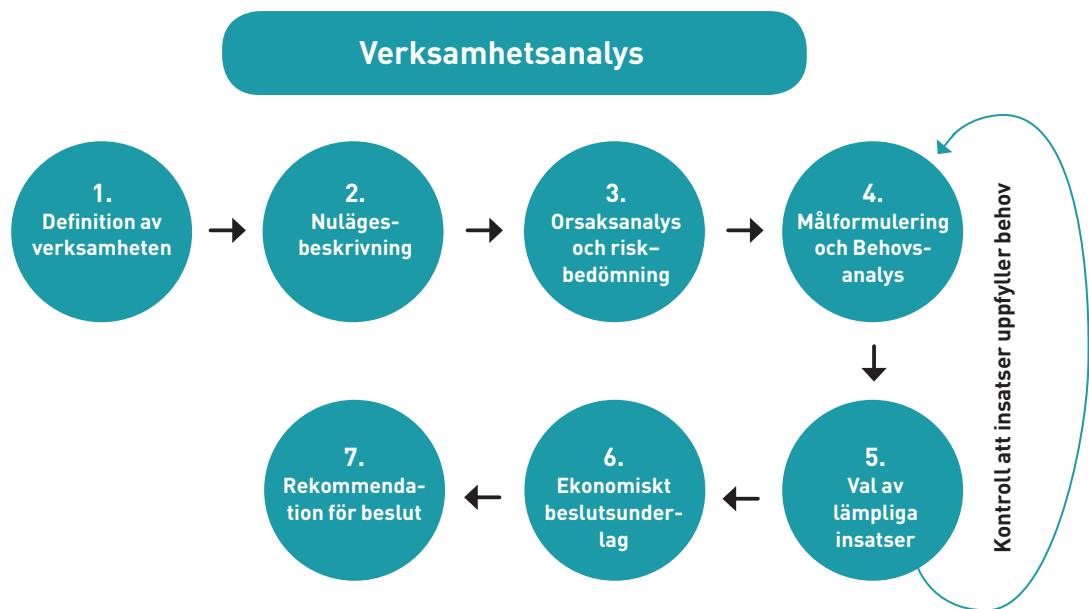 Verksamhetsanalys
1.
Definition av
verksamheten
2.
Nuläges-
beskrivning
3.
Orsaksanalys
och risk–
bedömning
4.
Målformulering
och Behovs-
analys
Kontroll att insatser uppfyller behov
5.
Val av
lämpliga
insatser
6.
Ekonomiskt
beslutsunder-
lag
7.
Rekommenda-
tion för beslut